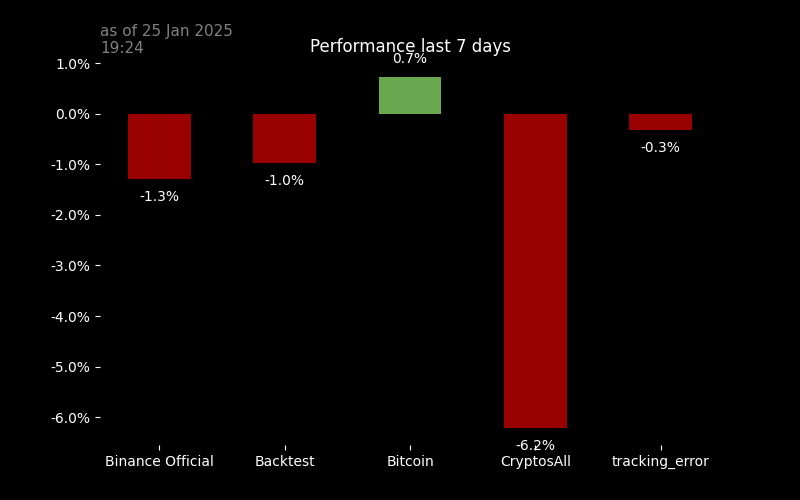 as of 25 Jan 2025
19:24
Performance last 7 days
1.0%
0.0%
-1.0%
-2.0%
-3.0%
-4.0%
-5.0%
-6.0%
-1.3%
-1.0%
0.7%
-6.2%
-0.3%
Binance Official
Backtest
Bitcoin
CryptosAll
tracking_error